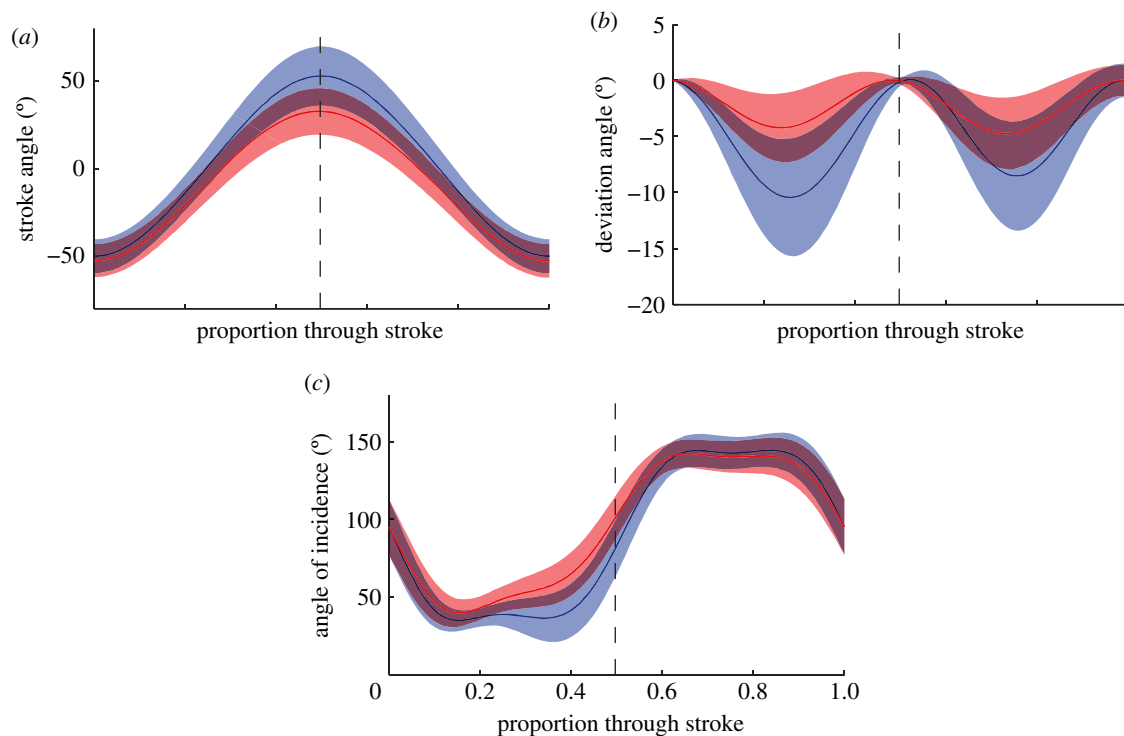 (a)
50
0
−50
stroke angle (º)
proportion through stroke
(b)
5
0
−5
−10
−15
−20
deviation angle (º)
proportion through stroke
(c)
150
100
50
0
0.2
0.4
0.6
0.8
1.0
angle of incidence (º)
proportion through stroke